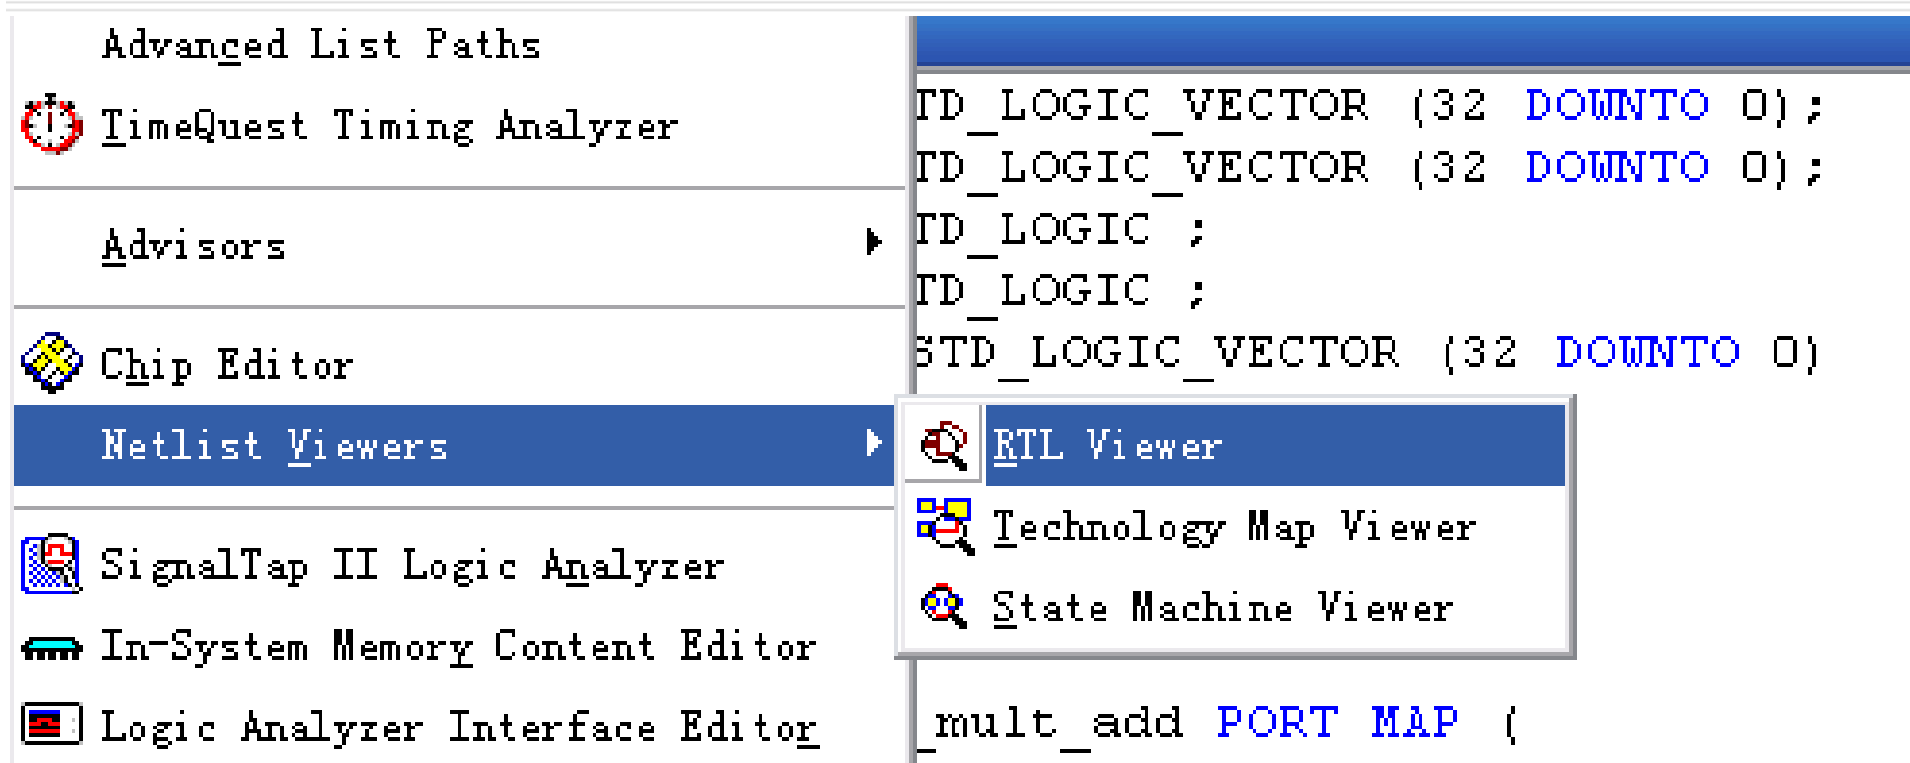 Advanced List Paths
TimeQuest Timing Analyzer
Advisors
Chip Editor
Netlist Viewers
SignalTap II Logic Analyzer
In-System Memory Content Editor
Logic Analyzer Interface Editor
RTL Viewer
Technology Map Viewer
State Machine Viewer
TD_LOGIC_VECTOR (32 DOWNTO 0);
TD_LOGIC_VECTOR (32 DOWNTO 0);
TD_LOGIC ;
TD_LOGIC ;
STD_LOGIC_VECTOR (32 DOWNTO 0)
_mult_add PORT MAP (